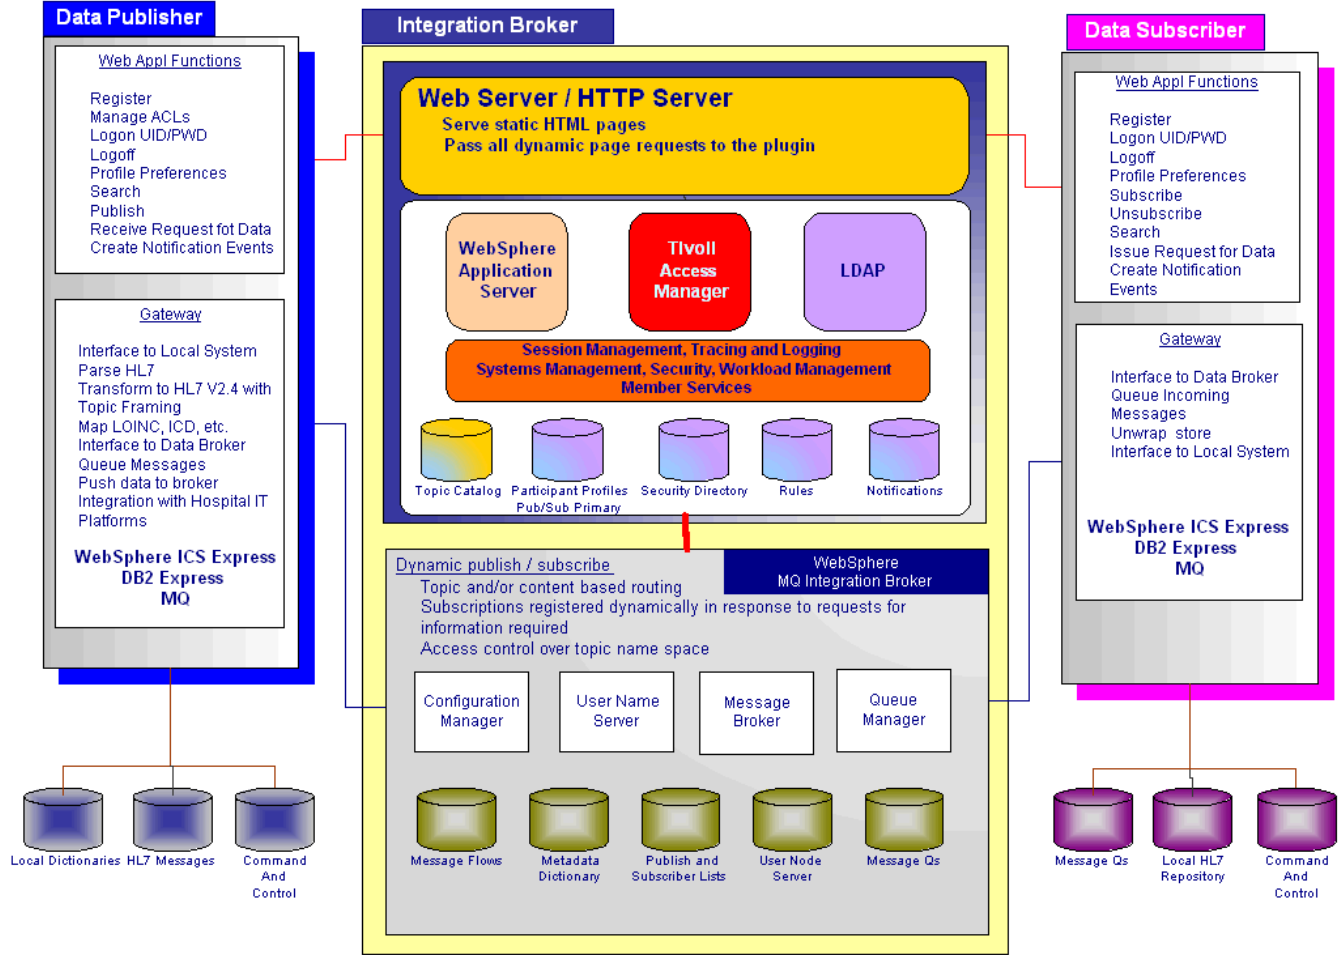 Data Publisher
Web Appl Functions
Register
Manage ACLs
Logon UID/PWD
Logoff
Profile Preferences
Search
Publish
Receive Request fot Data
Create Notification Events
Gateway
Interface to Local System
Parse HL7
Transform to HL7 V2.4 with
Topic Framing
Map LOINC, ICD, etc.
Interface to Data Broker
Queue Messages
Push data to broker
Integration with Hospital IT
Platforms
WebSphere ICS Express
DB2 Express
MQ
Local Dictionaries
HL7 Messages
Command
And
Control
Integration Broker
Web Server / HTTP Server
Serve static HTML pages
Pass all dynamic page requests to the plugin
WebSphere
Application
Server
TIvoll
Access
Manager
LDAP
Session Management, Tracing and Logging
Systems Management, Security, Workload Management
Member Services
Topic Catalog
Participant Profiles
Pub/Sub Primary
Security Directory
Rules
Notifications
Dynamic publish / subscribe
WebSphere
MQ Integration Broker
Topic and/or content based routing
Subscriptions registered dynamically in response to requests for
information required
Access control over topic name space
Configuration
Manager
User Name
Server
Message
Broker
Queue
Manager
Message Flows
Metadata
Dictionary
Publish and
Subscriber Lists
User Node
Server
Message Qs
Data Subscriber
Web Appl Functions
Register
Logon UID/PWD
Logoff
Profile Preferences
Subscribe
Unsubscribe
Search
Issue Request for Data
Create Notification
Events
Gateway
Interface to Data Broker
Queue Incoming
Messages
Unwrap store
Interface to Local System
WebSphere ICS Express
DB2 Express
MQ
Message Qs
Local HL7
Repository
Command
And
Control